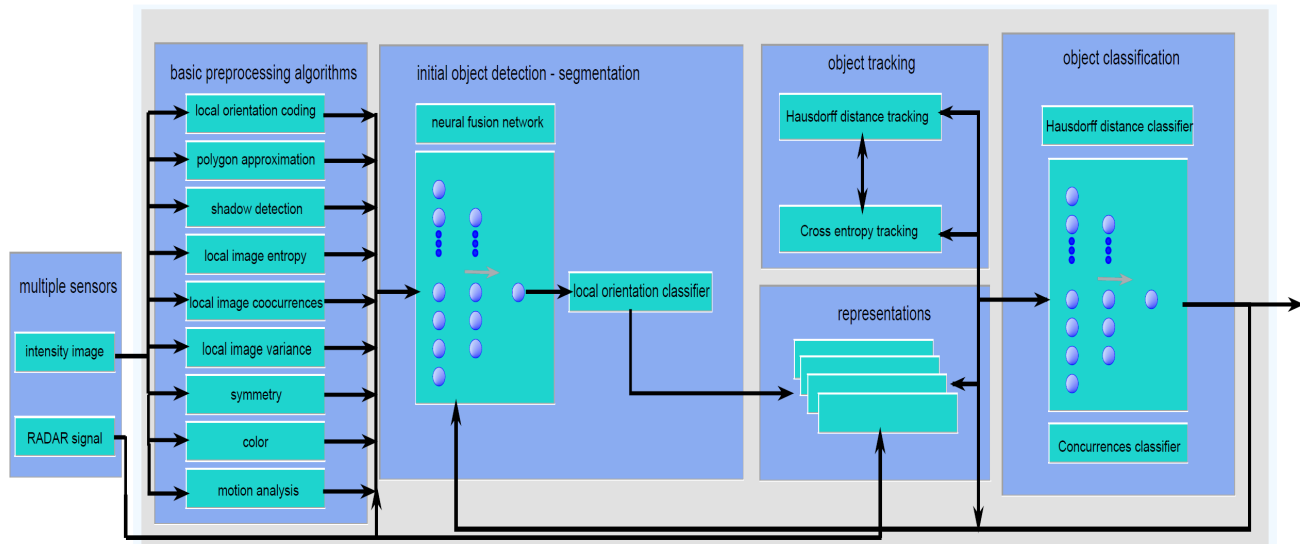 multiple sensors
intensity image
RADAR signal
basic preprocessing algorithms
local orientation coding
polygon approximation
shadow detection
local image entropy
local image coocurrences
local image variance
symmetry
color
motion analysis
initial object detection - segmentation
neural fusion network
local orientation classifier
object tracking
Hausdorff distance tracking
Cross entropy tracking
representations
object classification
Hausdorff distance classifier
Concurrences classifier